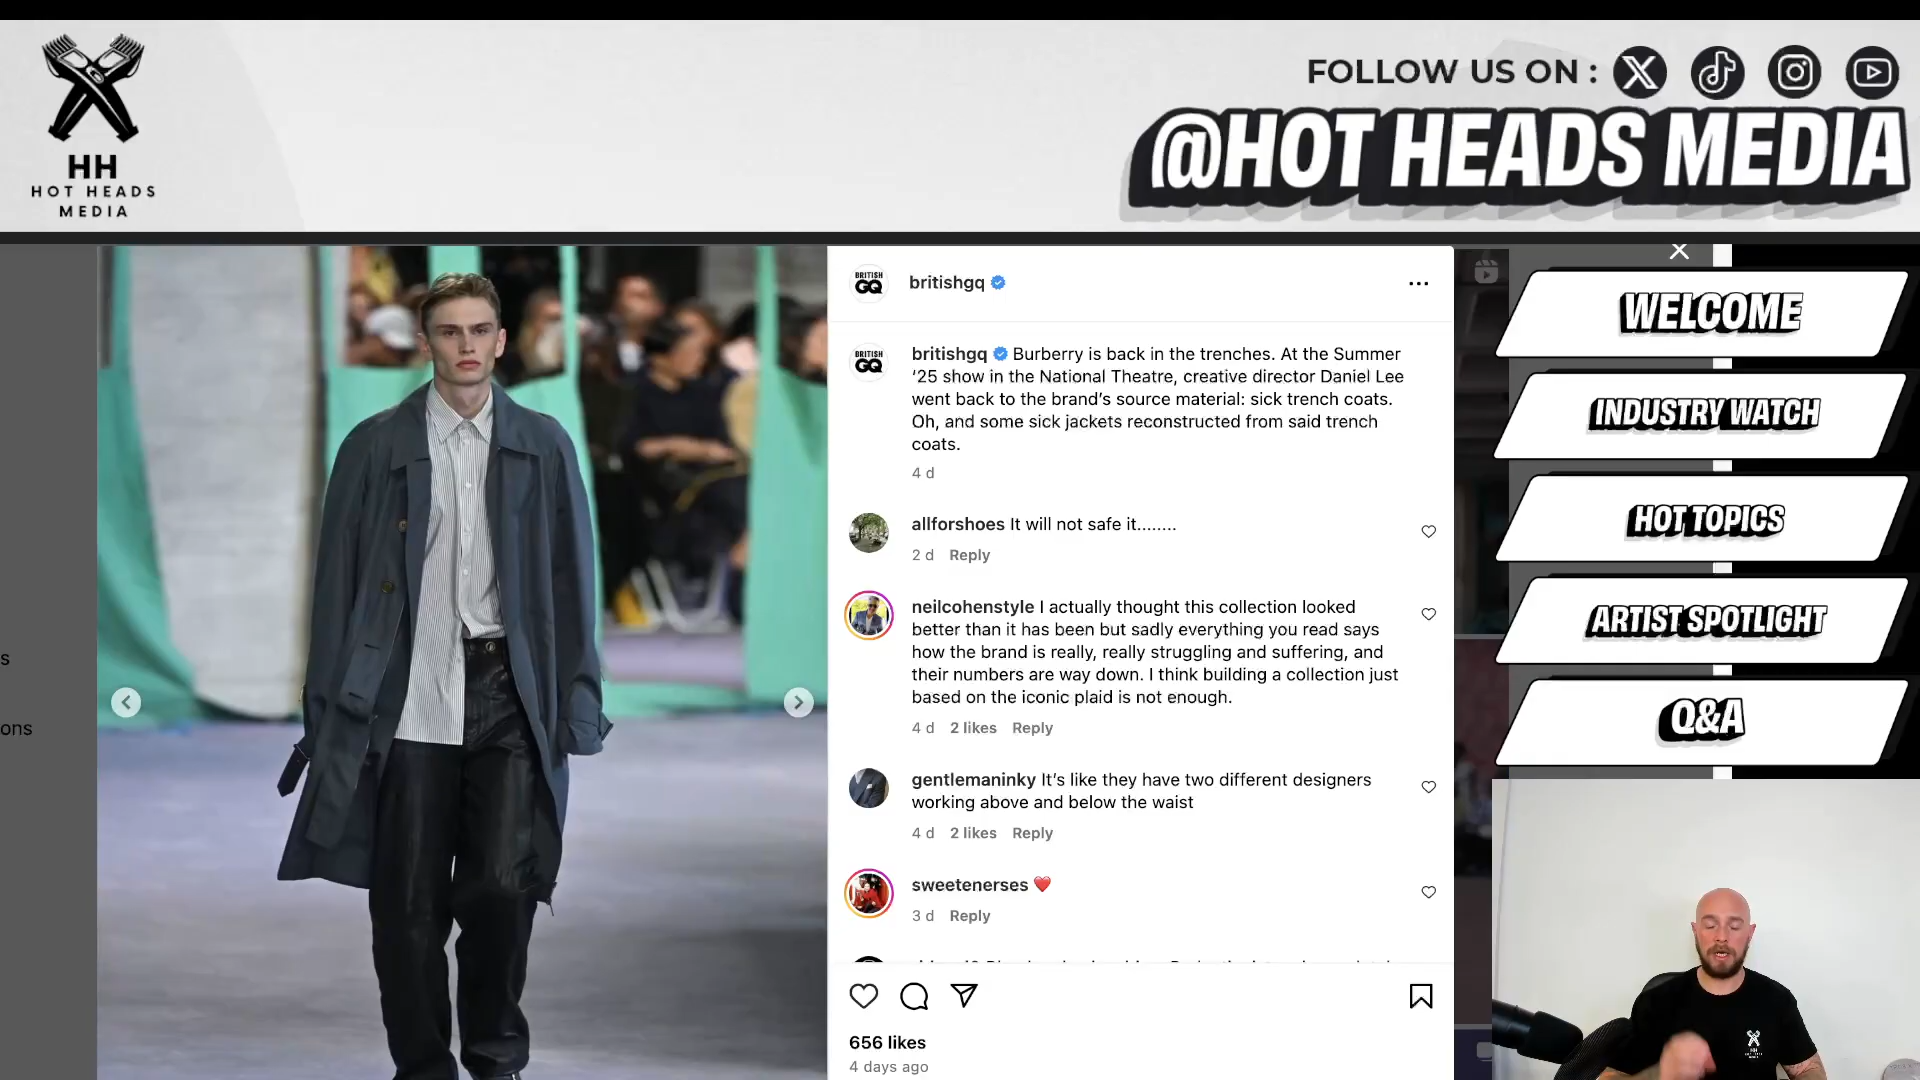 FOLLOW US ON :
@HOT HEADS MEDIA
HH
HOT HEADS
MEDIA
BRITISH
GQ
britishgq
BRITISH
GQ
britishgq Burberry is back in the trenches. At the Summer
‘25 show in the National Theatre, creative director Daniel Lee
went back to the brand’s source material: sick trench coats.
Oh, and some sick jackets reconstructed from said trench
coats.
4 d
allforshoes It will not safe it........
2 d Reply
neilcohenstyle I actually thought this collection looked
better than it has been but sadly everything you read says
how the brand is really, really struggling and suffering, and
their numbers are way down. I think building a collection just
based on the iconic plaid is not enough.
4 d 2 likes Reply
gentlemaninky It’s like they have two different designers
working above and below the waist
4 d 2 likes Reply
sweetenerses ❤️
3 d Reply
656 likes
4 days ago
s
ons
WELCOME
INDUSTRY WATCH
HOT TOPICS
ARTIST SPOTLIGHT
Q&A
HH